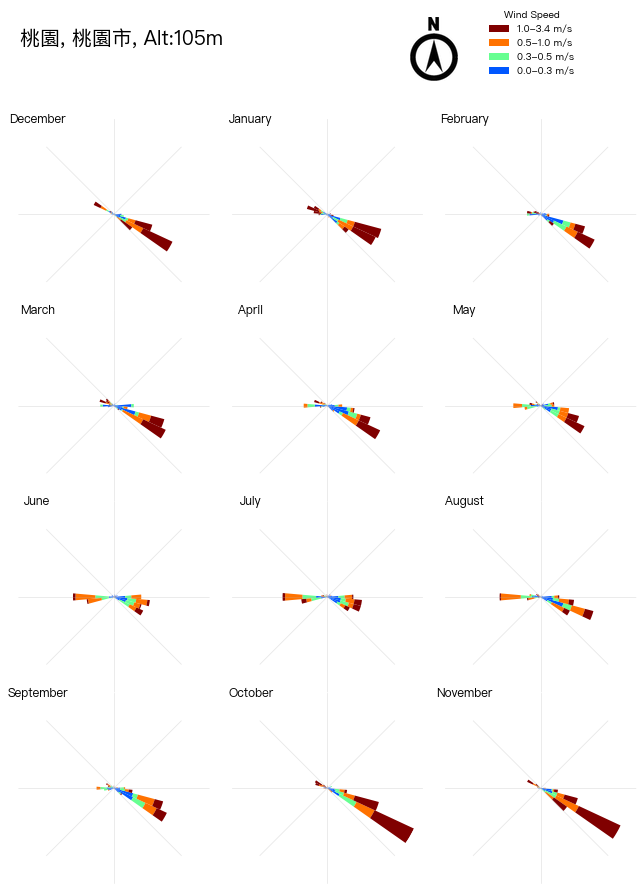 桃園, 桃園市, Alt:105m
N
Wind Speed
1.0–3.4 m/s
0.5–1.0 m/s
0.3–0.5 m/s
0.0–0.3 m/s
December
January
February
March
April
May
June
July
August
September
October
November